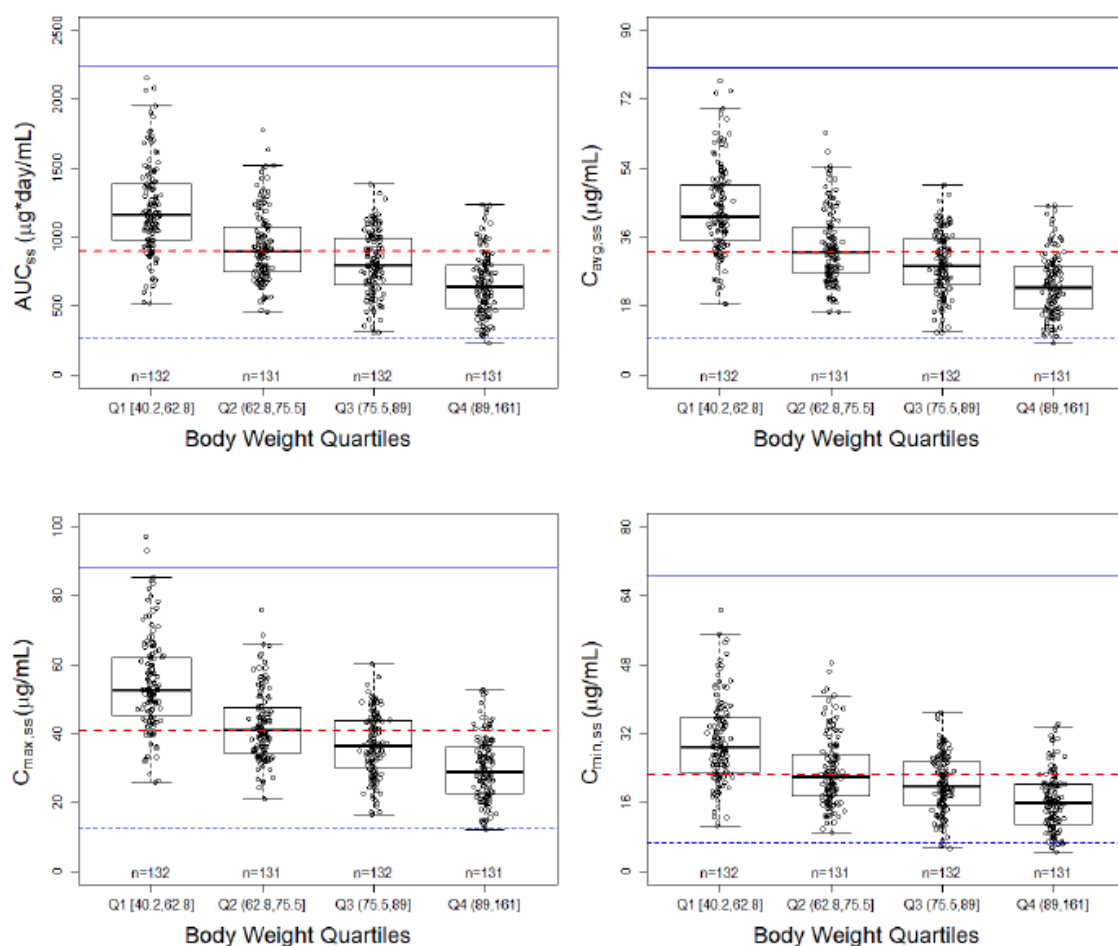 AUCss (µg*day/mL)
2500
2000
1500
1000
500
0
n=132 n=131 n=132 n=131
Q1 [40.2,62.8] Q2 (62.8,75.5] Q3 (75.5,89] Q4 (89,161]
Body Weight Quartiles
Cavg,ss (µg/mL)
90
72
54
36
18
0
n=132 n=131 n=132 n=131
Q1 [40.2,62.8] Q2 (62.8,75.5] Q3 (75.5,89] Q4 (89,161]
Body Weight Quartiles
Cmax,ss (µg/mL)
100
80
60
40
20
0
n=132 n=131 n=132 n=131
Q1 [40.2,62.8] Q2 (62.8,75.5] Q3 (75.5,89] Q4 (89,161]
Body Weight Quartiles
Cmin,ss (µg/mL)
80
64
48
32
16
0
n=132 n=131 n=132 n=131
Q1 [40.2,62.8] Q2 (62.8,75.5] Q3 (75.5,89] Q4 (89,161]
Body Weight Quartiles